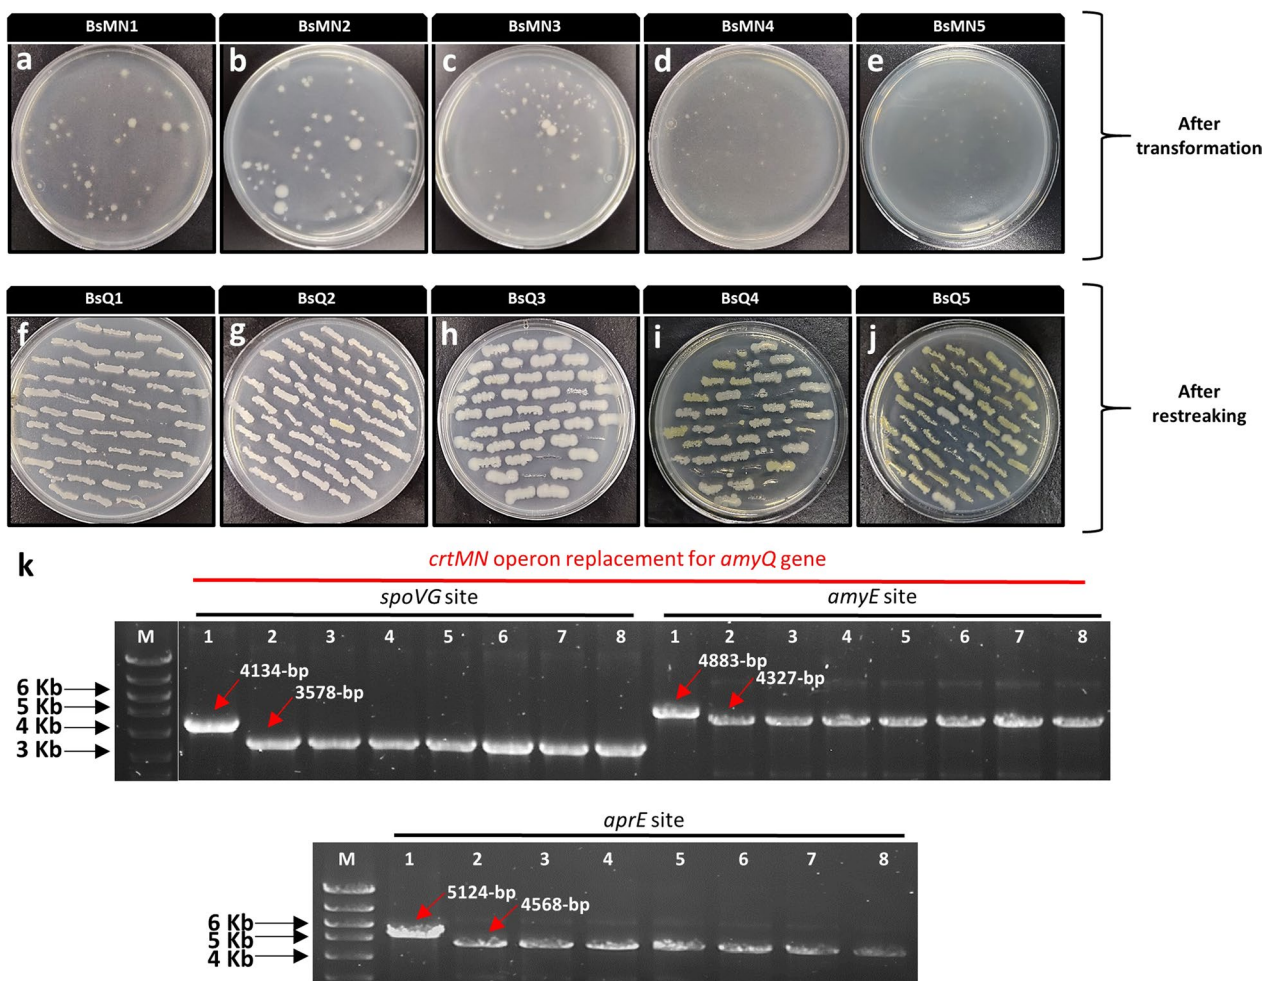 BsMN1 BsMN2 BsMN3 BsMN4 BsMN5
a b c d e
After
transformation
BsQ1 BsQ2 BsQ3 BsQ4 BsQ5
f g h i j
After
restreaking
k
crtMN operon replacement for amyQ gene
spoVG site amyE site
M 1 2 3 4 5 6 7 8 1 2 3 4 5 6 7 8
4134-bp 4883-bp
3578-bp 4327-bp
6 Kb
5 Kb
4 Kb
3 Kb
aprE site
M 1 2 3 4 5 6 7 8
5124-bp
4568-bp
6 Kb
5 Kb
4 Kb